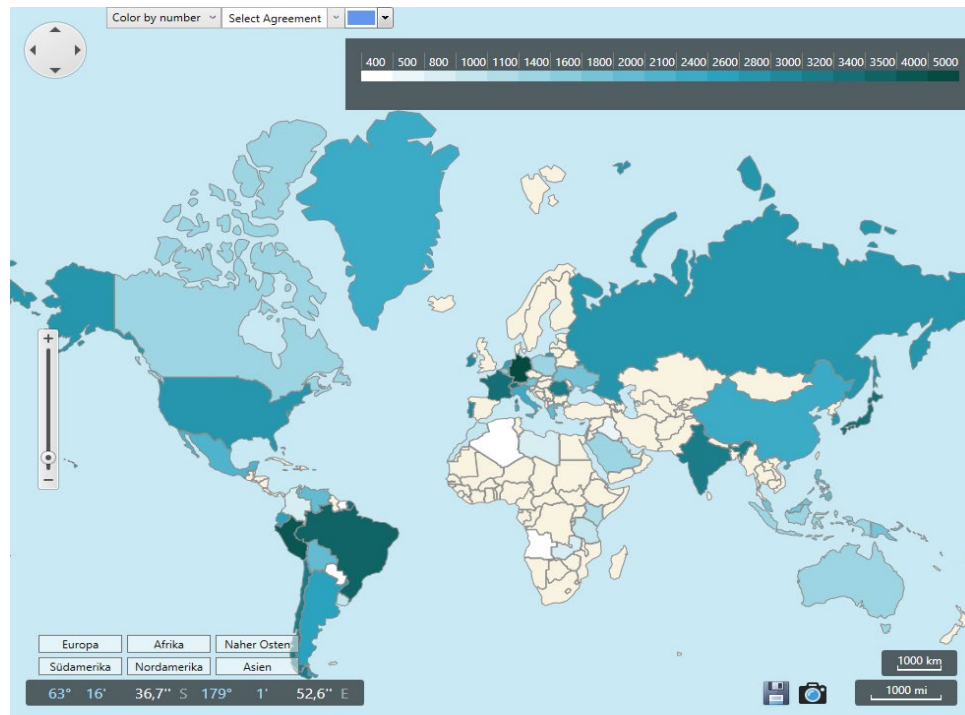 Color by number Select Agreement
400 500 800 1000 1100 1400 1600 1800 2000 2100 2400 2600 2800 3000 3200 3400 3500 4000 5000
+
−
Europa Afrika Naher Osten
Südamerika Nordamerika Asien
63° 16' 36,7'' S 179° 1' 52,6'' E
1000 km
1000 mi